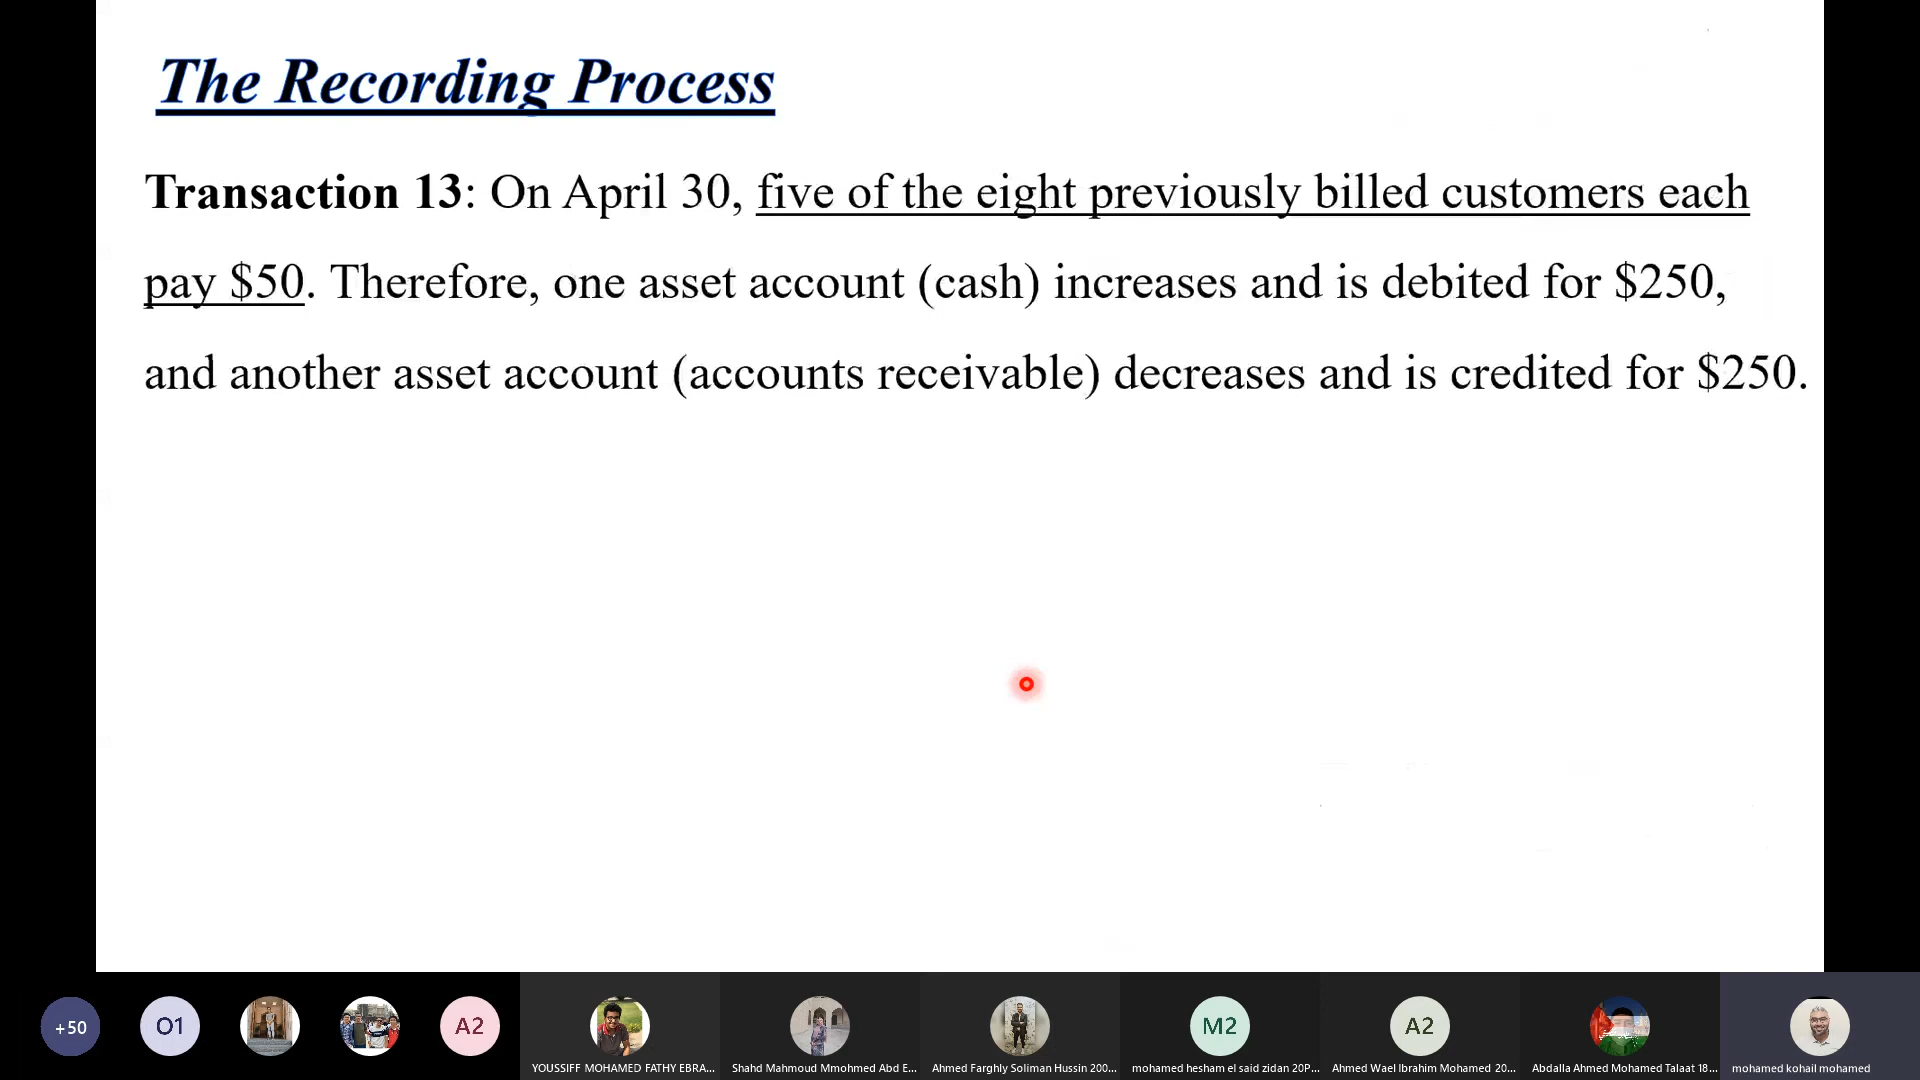 The Recording Process
Transaction 13: On April 30, five of the eight previously billed customers each
pay $50. Therefore, one asset account (cash) increases and is debited for $250,
and another asset account (accounts receivable) decreases and is credited for $250.
+50
O1
A2
M2
A2
YOUSSIFF MOHAMED FATHY EBRA...
Shahd Mahmoud Mmohmed Abd E...
Ahmed Farghly Soliman Hussin 200...
mohamed hesham el said zidan 20P...
Ahmed Wael Ibrahim Mohamed 20...
Abdalla Ahmed Mohamed Talaat 18...
mohamed kohail mohamed